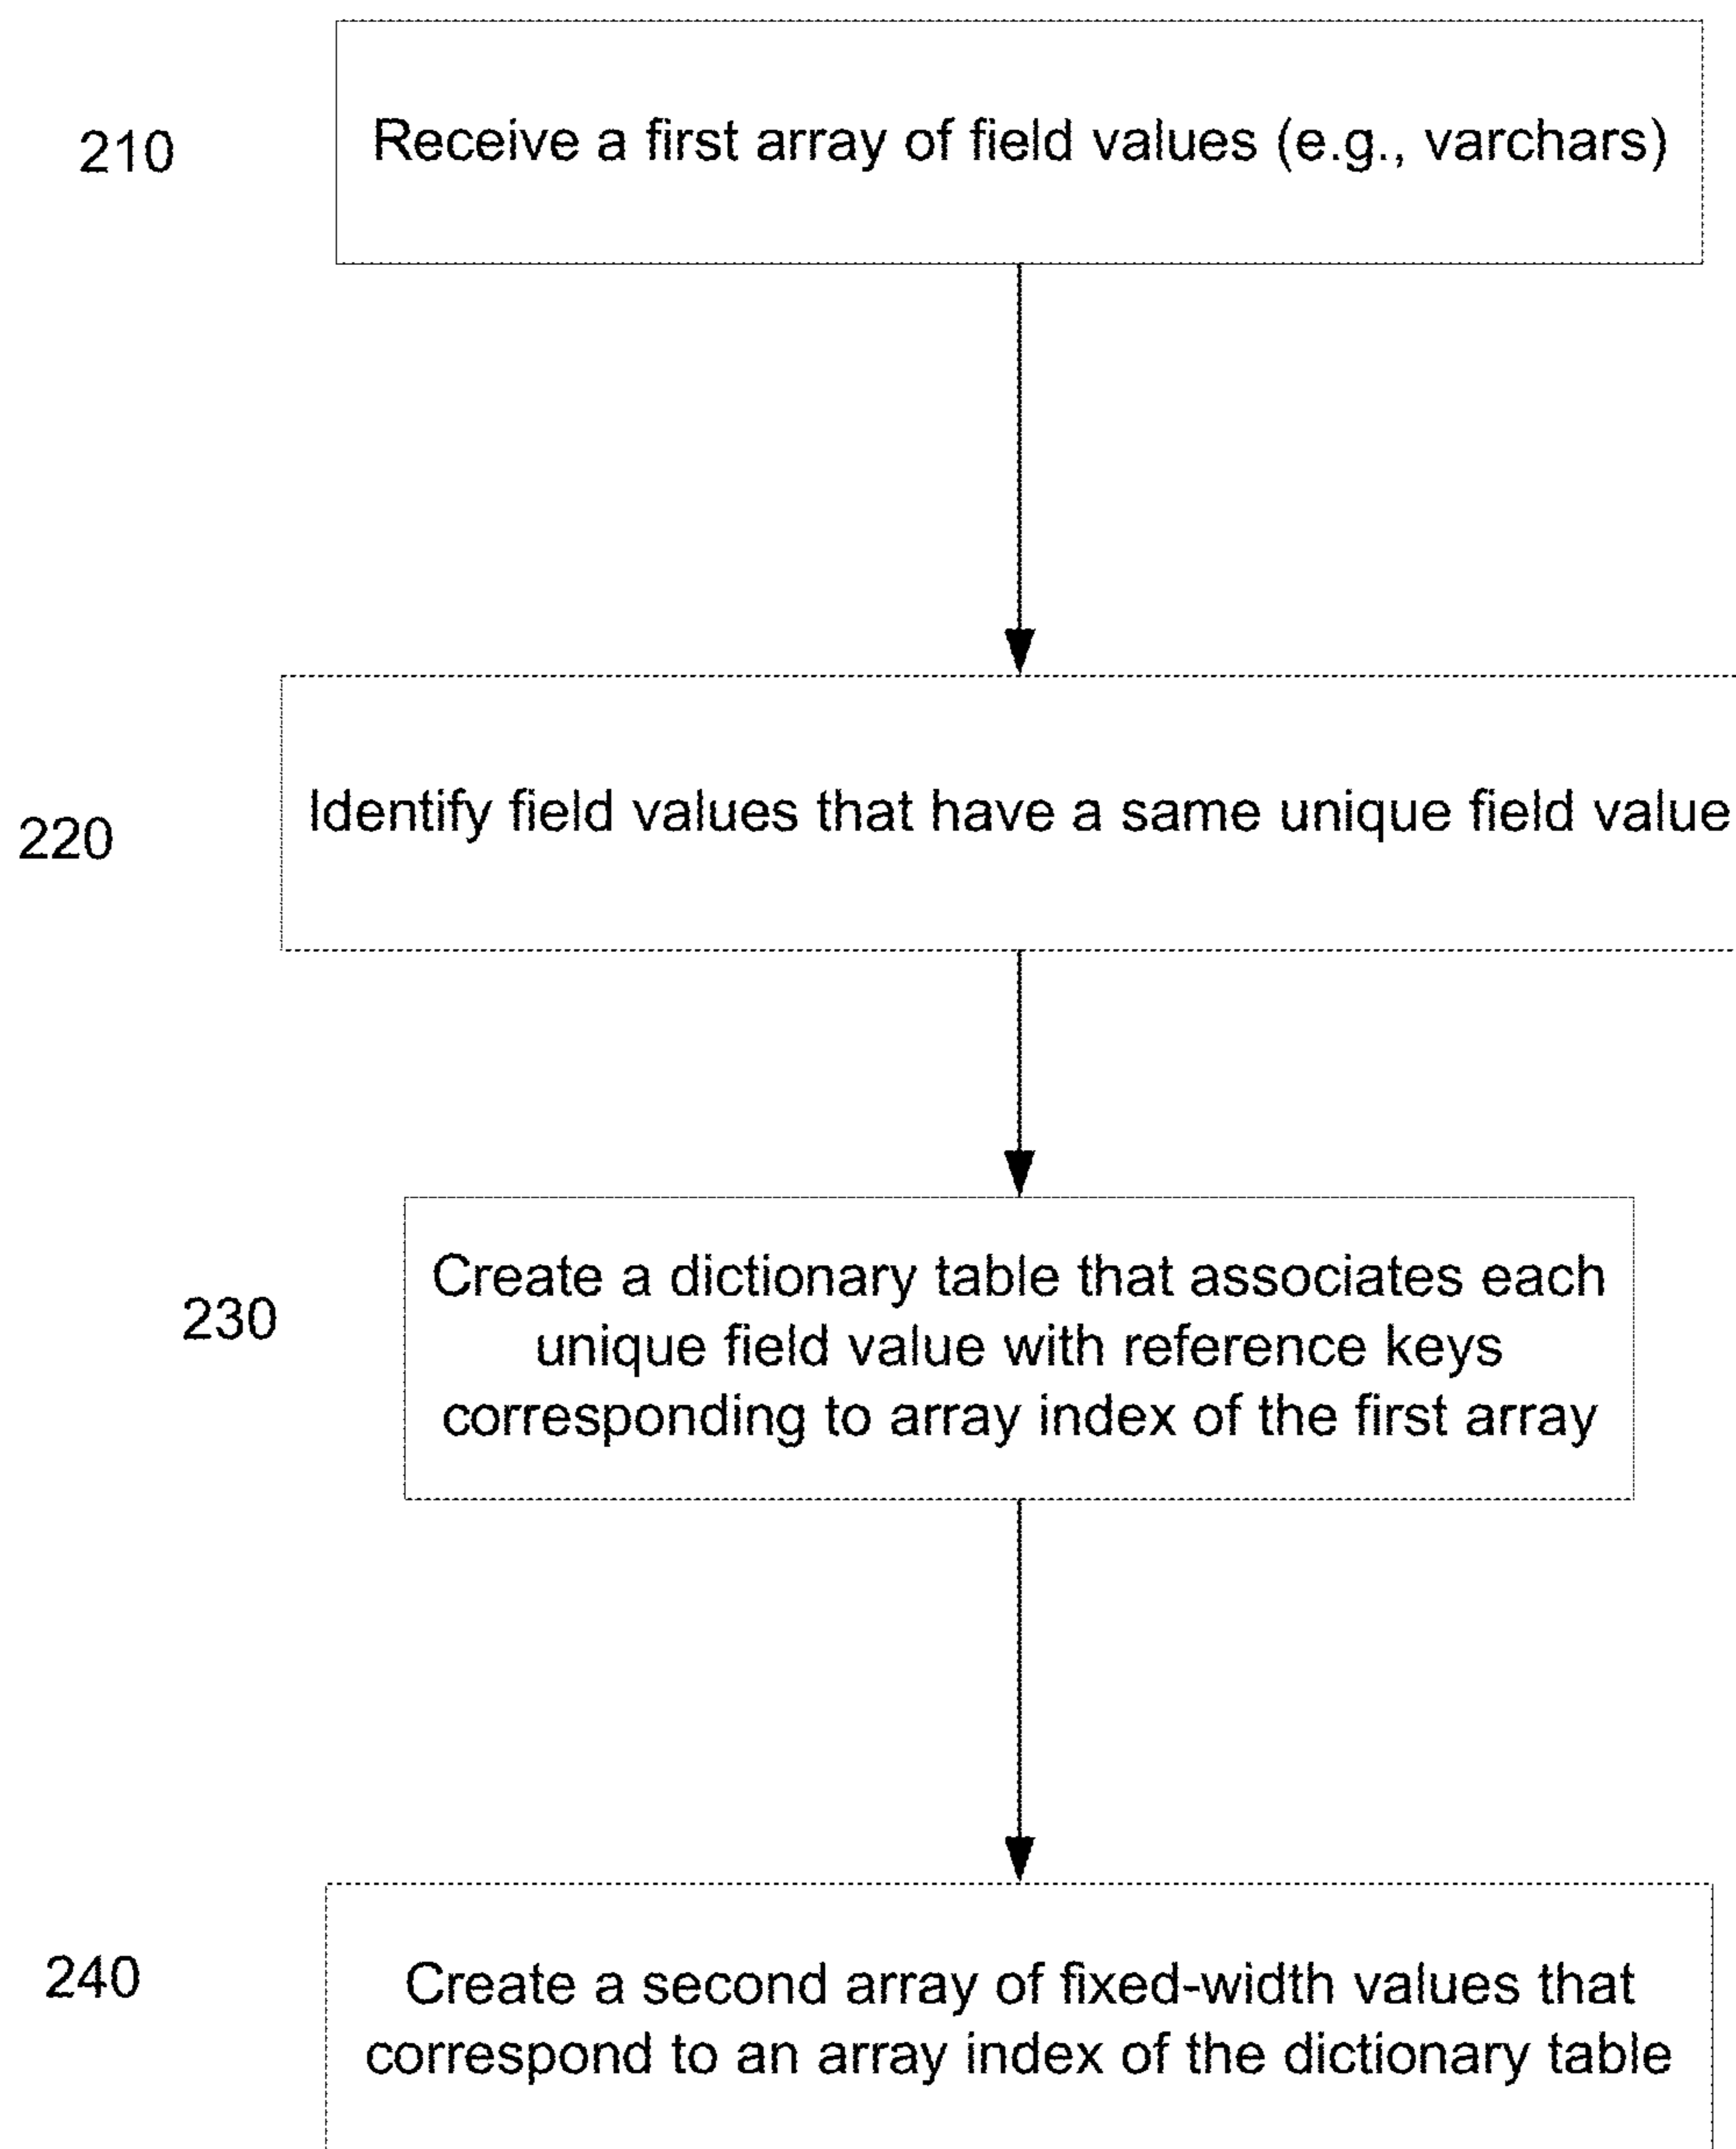 210
Receive a first array of field values (e.g., varchars)
220
Identify field values that have a same unique field value
230
Create a dictionary table that associates each
unique field value with reference keys
corresponding to array index of the first array
240
Create a second array of fixed-width values that
correspond to an array index of the dictionary table